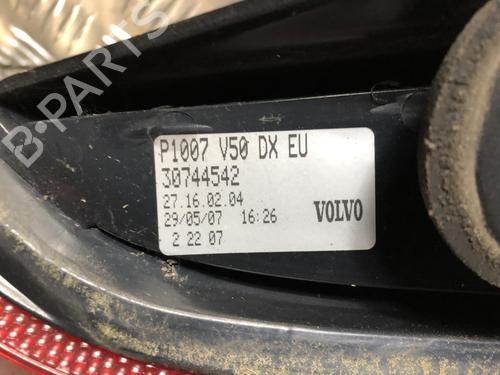 B-PARTS
P1007 V50 DX EU
30744542
27.16.02.04
29/05/07 16:26 VOLVO
2 22 07